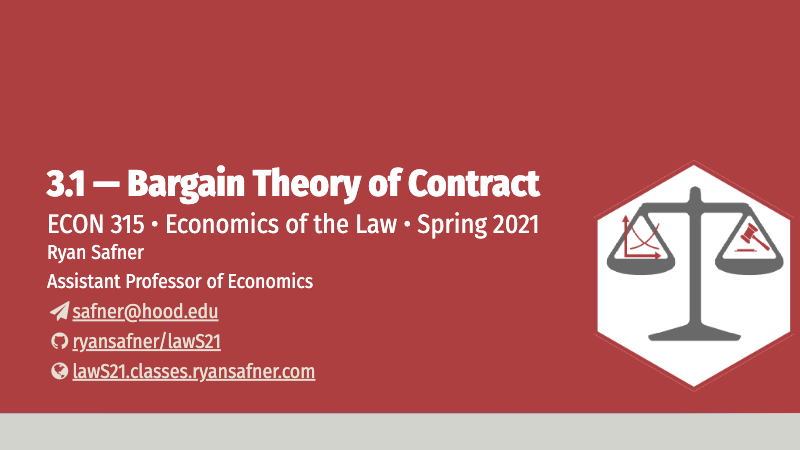 3.1 — Bargain Theory of Contract
ECON 315 • Economics of the Law • Spring 2021
Ryan Safner
Assistant Professor of Economics
safner@hood.edu
ryansafner/lawS21
lawS21.classes.ryansafner.com